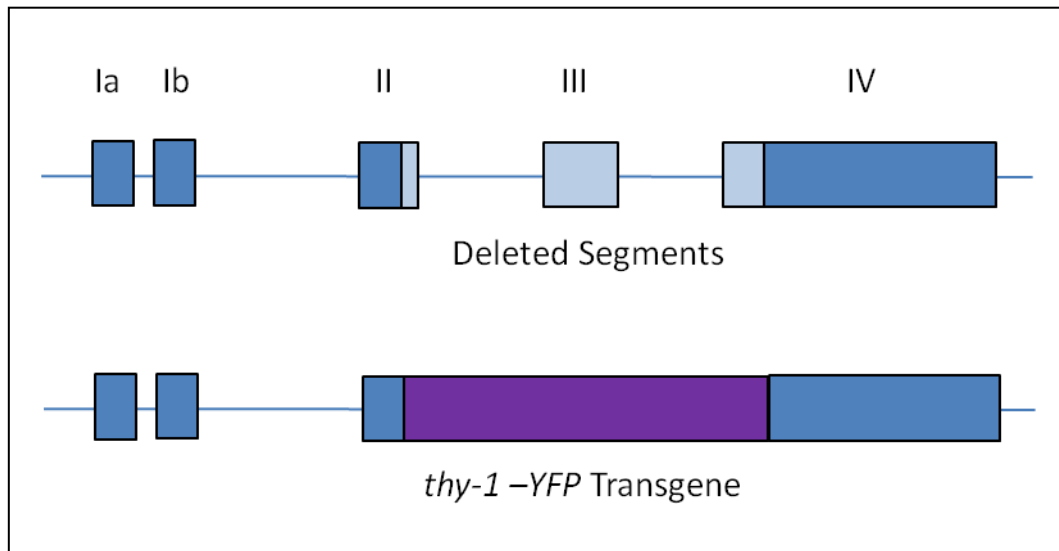 Ia Ib II III IV
Deleted Segments
thy-1 –YFP Transgene